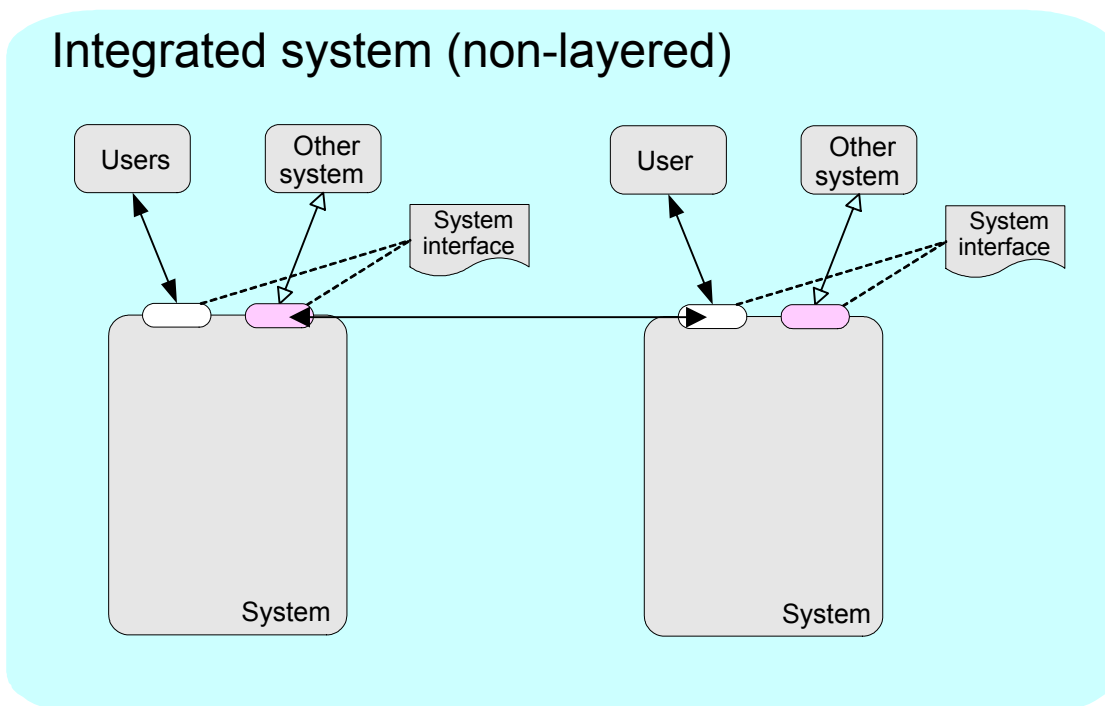 Integrated system (non-layered)
Users
Other
system
System
interface
User
Other
system
System
interface
System
System